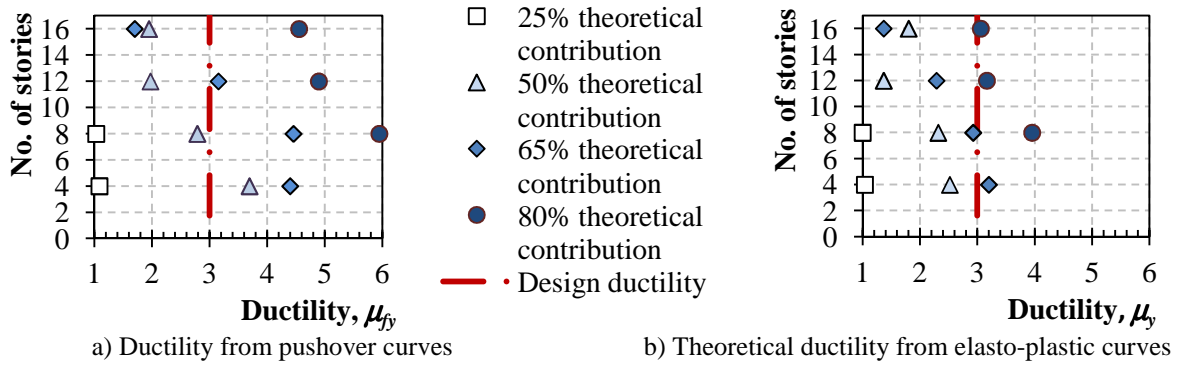 No. of stories
16
14
12
10
8
6
4
2
0
1 2 3 4 5 6
Ductility, μfy
a) Ductility from pushover curves
25% theoretical
contribution
50% theoretical
contribution
65% theoretical
contribution
80% theoretical
contribution
Design ductility
No. of stories
16
14
12
10
8
6
4
2
0
1 2 3 4 5 6
Ductility, μy
b) Theoretical ductility from elasto-plastic curves